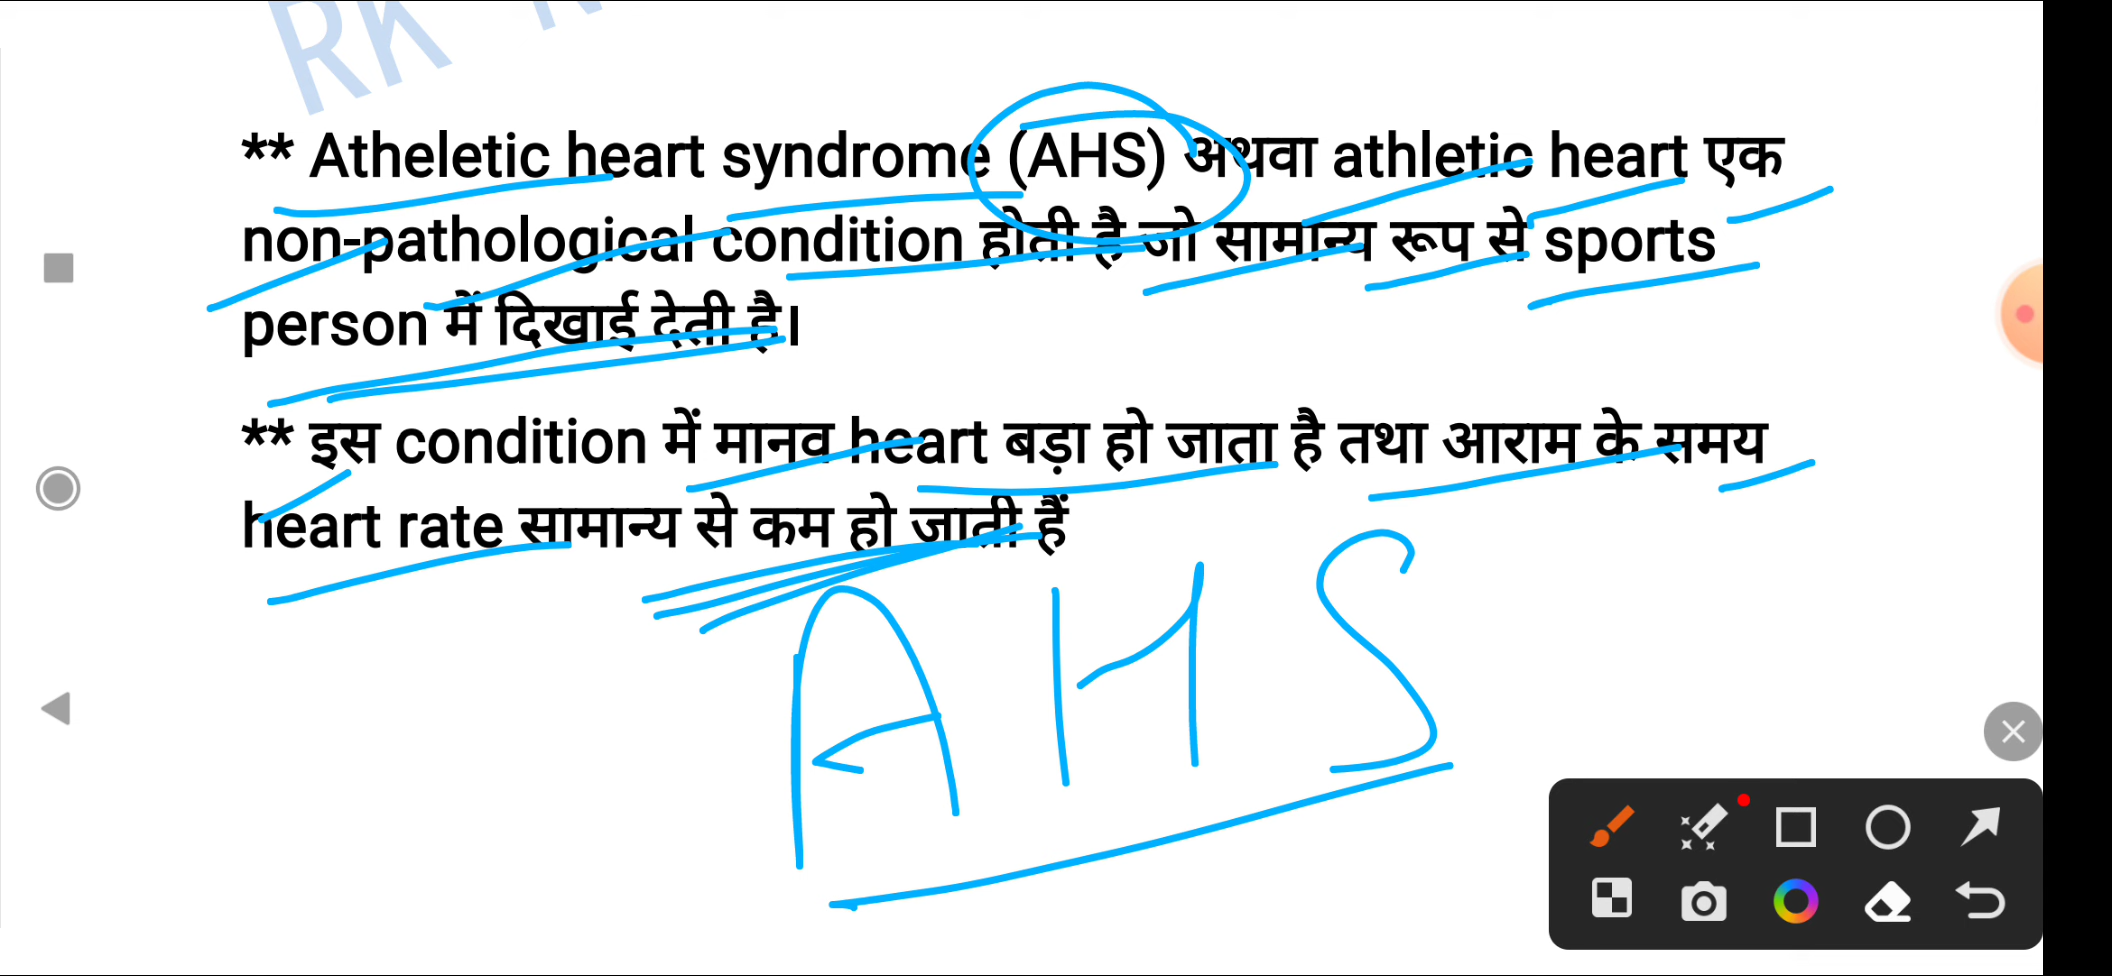 RK
** Atheletic heart syndrome (AHS) अथवा athletic heart एक
non-pathological condition होती है जो सामान्य रूप से sports
person में दिखाई देती है।
** इस condition में मानव heart बड़ा हो जाता है तथा आराम के समय
heart rate सामान्य से कम हो जाती हैं
AHS